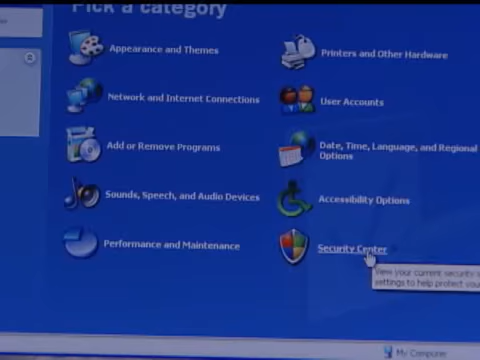 Pick a category
Appearance and Themes
Printers and Other Hardware
Network and Internet Connections
User Accounts
Add or Remove Programs
Date, Time, Language, and Regional
Options
Sounds, Speech, and Audio Devices
Accessibility Options
Performance and Maintenance
Security Center
View your current security
settings to help protect you
My Computer